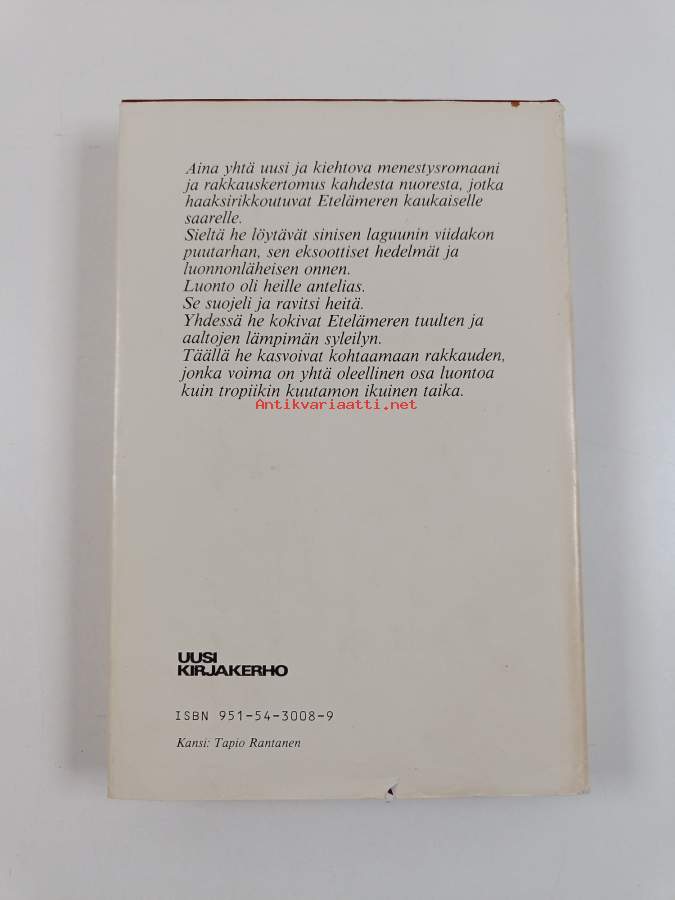 Aina yhtä uusi ja kiehtova menestysromaani
ja rakkauskertomus kahdesta nuoresta, jotka
haaksirikkoutuvat Etelämeren kaukaiselle
saarelle.
Sieltä he löytävät sinisen laguunin viidakon
puutarhan, sen eksoottiset hedelmät ja
luonnonläheisen onnen.
Luonto oli heille antelias.
Se suojeli ja ravitsi heitä.
Yhdessä he kokivat Etelämeren tuulten ja
aaltojen lämpimän syleilyn.
Täällä he kasvoivat kohtaamaan rakkauden,
jonka voima on yhtä oleellinen osa luontoa
kuin tropiikin kuutamon ikuinen taika.
Antikvariaatti.net
UUSI
KIRJAKERHO
ISBN 951-54-3008-9
Kansi: Tapio Rantanen